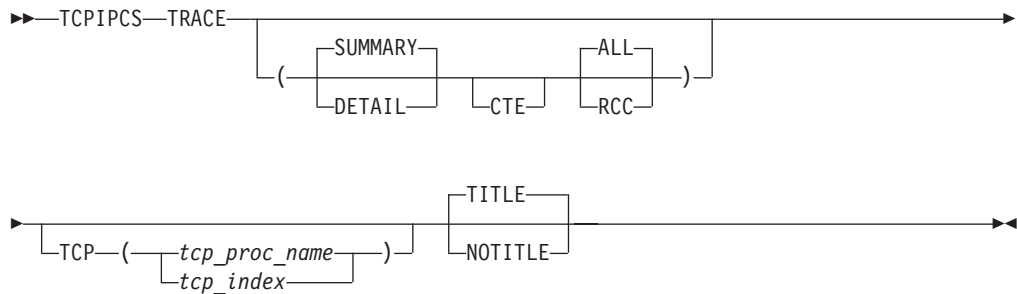 TCPIPCS TRACE
SUMMARY ALL
( )
DETAIL CTE RCC
TITLE
TCP ( tcp_proc_name ) NOTITLE
tcp_index